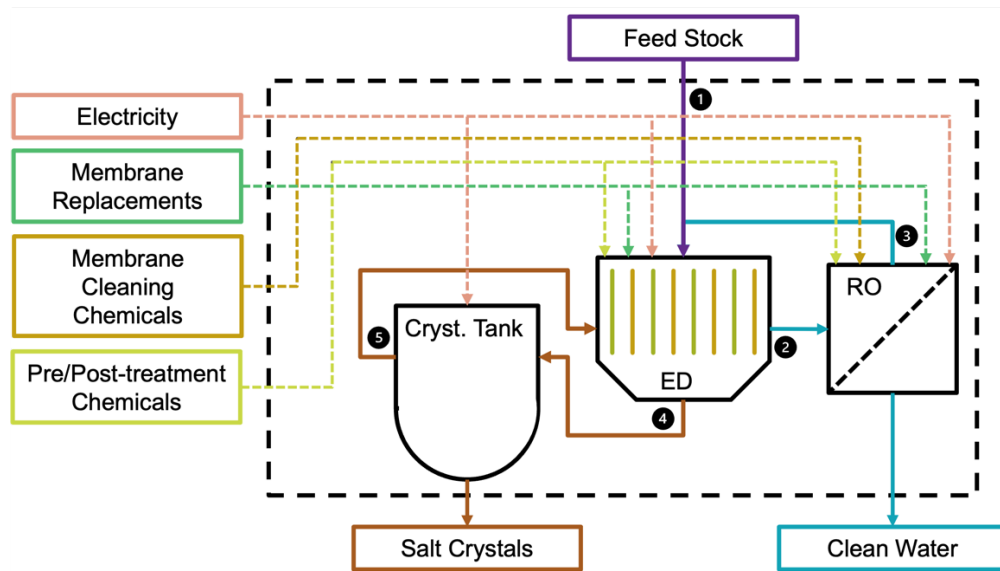 Feed Stock
1
Electricity
Membrane
Replacements
Membrane
Cleaning
Chemicals
Pre/Post-treatment
Chemicals
3
RO
Cryst. Tank
5
2
ED
4
Salt Crystals
Clean Water